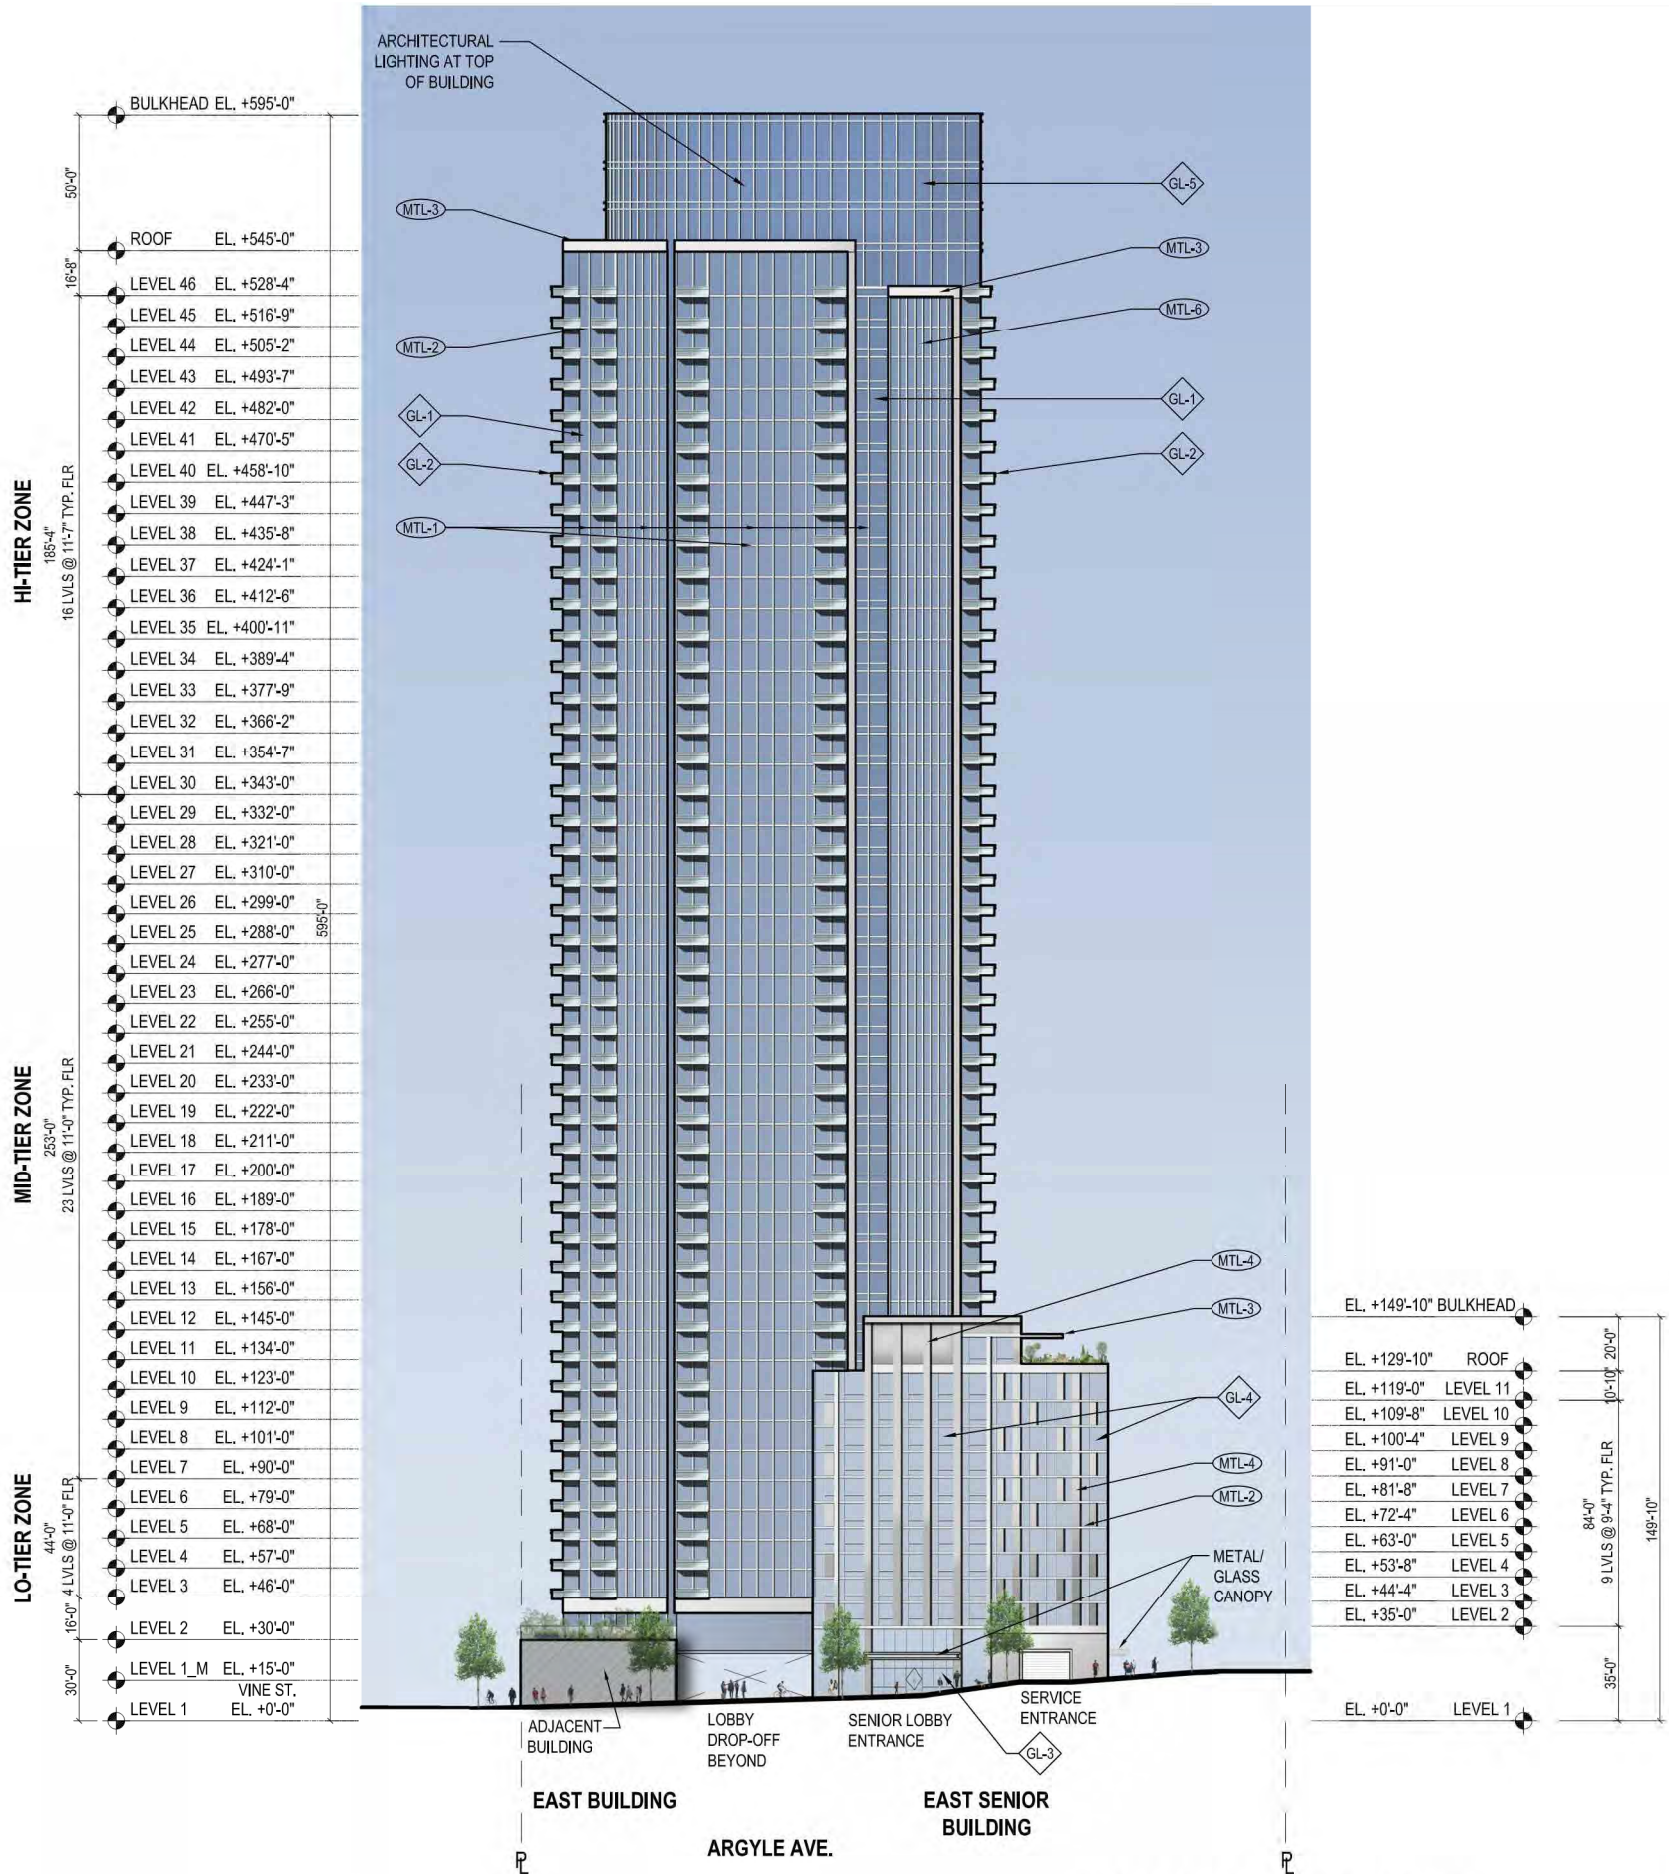 ARCHITECTURAL
LIGHTING AT TOP
OF BUILDING
BULKHEAD EL. +595'-0"
50'-0"
ROOF EL. +545'-0"
16'-8"
LEVEL 46 EL. +528'-4"
LEVEL 45 EL. +516'-9"
LEVEL 44 EL. +505'-2"
LEVEL 43 EL. +493'-7"
LEVEL 42 EL. +482'-0"
LEVEL 41 EL. +470'-5"
LEVEL 40 EL. +458'-10"
LEVEL 39 EL. +447'-3"
LEVEL 38 EL. +435'-8"
LEVEL 37 EL. +424'-1"
LEVEL 36 EL. +412'-6"
LEVEL 35 EL. +400'-11"
LEVEL 34 EL. +389'-4"
LEVEL 33 EL. +377'-9"
LEVEL 32 EL. +366'-2"
LEVEL 31 EL. +354'-7"
LEVEL 30 EL. +343'-0"
HI-TIER ZONE
185'-4"
16 LVLS @ 11'-7" TYP. FLR
LEVEL 29 EL. +332'-0"
LEVEL 28 EL. +321'-0"
LEVEL 27 EL. +310'-0"
LEVEL 26 EL. +299'-0"
LEVEL 25 EL. +288'-0"
LEVEL 24 EL. +277'-0"
LEVEL 23 EL. +266'-0"
LEVEL 22 EL. +255'-0"
LEVEL 21 EL. +244'-0"
LEVEL 20 EL. +233'-0"
LEVEL 19 EL. +222'-0"
LEVEL 18 EL. +211'-0"
LEVEL 17 EL. +200'-0"
LEVEL 16 EL. +189'-0"
LEVEL 15 EL. +178'-0"
LEVEL 14 EL. +167'-0"
LEVEL 13 EL. +156'-0"
LEVEL 12 EL. +145'-0"
LEVEL 11 EL. +134'-0"
LEVEL 10 EL. +123'-0"
LEVEL 9 EL. +112'-0"
LEVEL 8 EL. +101'-0"
LEVEL 7 EL. +90'-0"
595'-0"
MID-TIER ZONE
253'-0"
23 LVLS @ 11'-0" TYP. FLR
LEVEL 6 EL. +79'-0"
LEVEL 5 EL. +68'-0"
LEVEL 4 EL. +57'-0"
LEVEL 3 EL. +46'-0"
LEVEL 2 EL. +30'-0"
LEVEL 1_M EL. +15'-0"
VINE ST.
LEVEL 1 EL. +0'-0"
LO-TIER ZONE
44'-0"
4 LVLS @ 11'-0" FLR
16'-0"
30'-0"
MTL-3
MTL-2
GL-1
GL-2
MTL-1
GL-5
MTL-3
MTL-6
GL-1
GL-2
MTL-4
MTL-3
GL-4
MTL-4
MTL-2
METAL/
GLASS
CANOPY
EL. +149'-10" BULKHEAD
EL. +129'-10" ROOF
EL. +119'-0" LEVEL 11
EL. +109'-8" LEVEL 10
EL. +100'-4" LEVEL 9
EL. +91'-0" LEVEL 8
EL. +81'-8" LEVEL 7
EL. +72'-4" LEVEL 6
EL. +63'-0" LEVEL 5
EL. +53'-8" LEVEL 4
EL. +44'-4" LEVEL 3
EL. +35'-0" LEVEL 2
EL. +0'-0" LEVEL 1
20'-0"
10'-10"
84'-0"
9 LVLS @ 9'-4" TYP. FLR
35'-0"
149'-10"
ADJACENT
BUILDING
LOBBY
DROP-OFF
BEYOND
SENIOR LOBBY
ENTRANCE
SERVICE
ENTRANCE
GL-3
EAST BUILDING
EAST SENIOR
BUILDING
ARGYLE AVE.
PL
PL